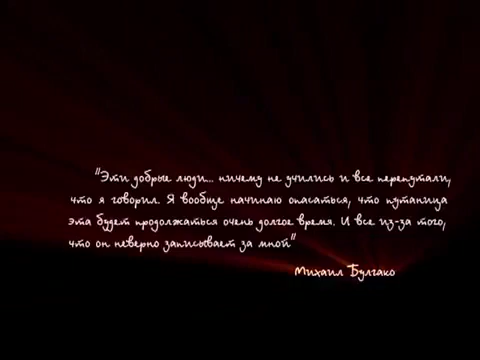 "Эти добрые люди... ничему не учились и все перепутали,
что я говорил. Я вообще начинаю опасаться, что путаница
эта будет продолжаться очень долгое время. И все из-за того,
что он неверно записывает за мной"
Михаил Булгако